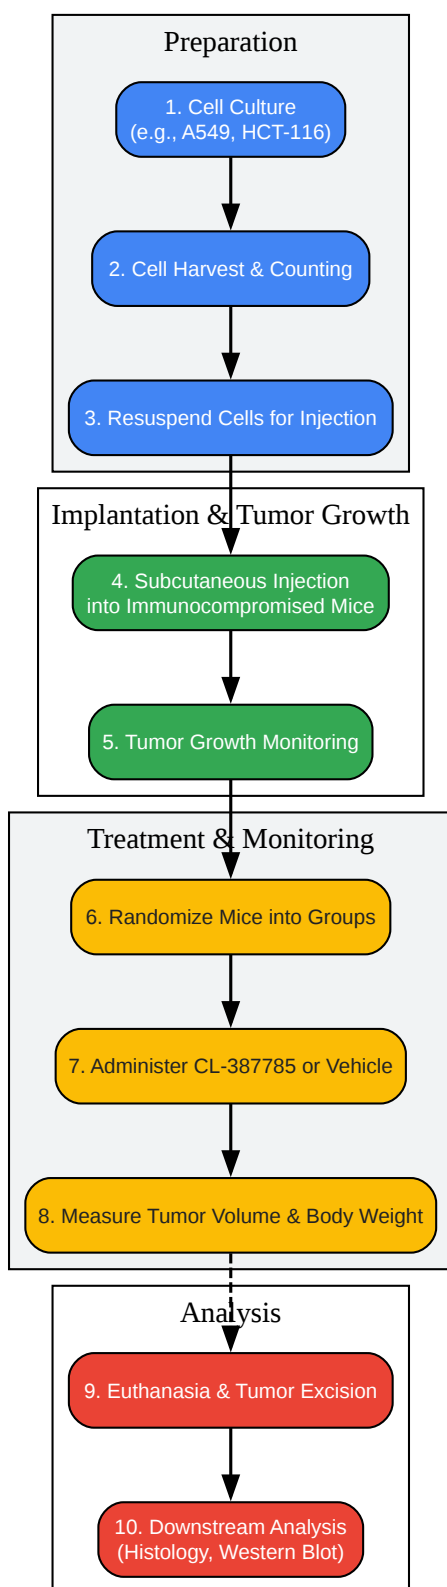 Preparation
1. Cell Culture
(e.g., A549, HCT-116)
2. Cell Harvest & Counting
3. Resuspend Cells for Injection
Implantation & Tumor Growth
4. Subcutaneous Injection
into Immunocompromised Mice
5. Tumor Growth Monitoring
Treatment & Monitoring
6. Randomize Mice into Groups
7. Administer CL-387785 or Vehicle
8. Measure Tumor Volume & Body Weight
Analysis
9. Euthanasia & Tumor Excision
10. Downstream Analysis
(Histology, Western Blot)